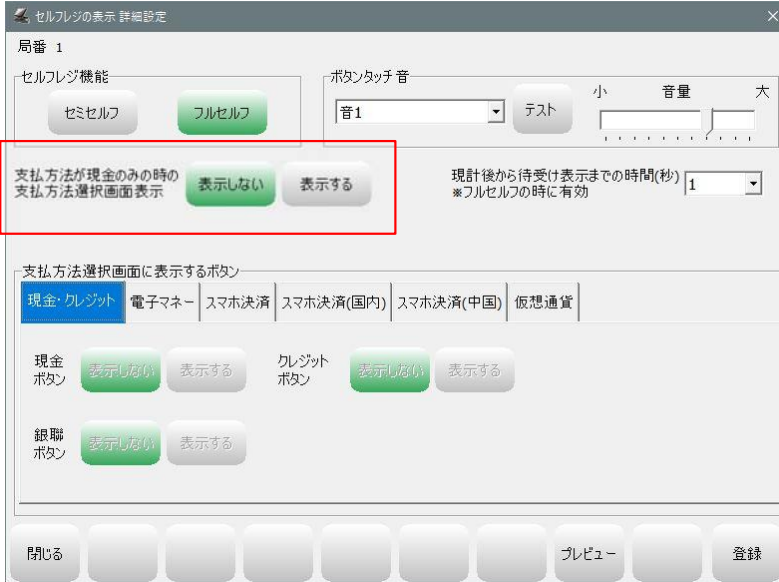 セルフレジの表示 詳細設定
局番 1
セルフレジ機能
セミセルフ フルセルフ
ボタンタッチ音
音1 テスト
小 音量 大
支払方法が現金のみの時の
支払方法選択画面表示
表示しない 表示する
現計後から待受け表示までの時間(秒)
※フルセルフの時に有効
1
支払方法選択画面に表示するボタン
現金・クレジット 電子マネー スマホ決済 スマホ決済(国内) スマホ決済(中国) 仮想通貨
現金
ボタン
表示しない 表示する
クレジット
ボタン
表示しない 表示する
銀聯
ボタン
表示しない 表示する
閉じる プレビュー 登録